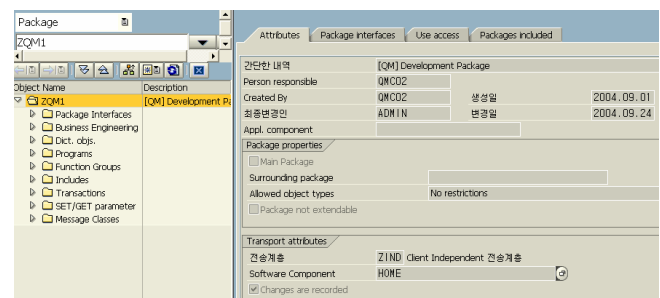 Package
ZQM1
Object Name Description
ZQM1 [QM] Development Pa
Package Interfaces
Business Engineering
Dict. objs.
Programs
Function Groups
Includes
Transactions
SET/GET parameter
Message Classes
Attributes Package interfaces Use access Packages included
간단한 내역 [QM] Development Package
Person responsible QMCO2
Created By QMCO2 생성일 2004.09.01
최종변경인 ADMIN 변경일 2004.09.24
Appl. component
Package properties
Main Package
Surrounding package
Allowed object types No restrictions
Package not extendable
Transport attributes
전송계층 ZIND Client Independent 전송계층
Software Component HOME
Changes are recorded